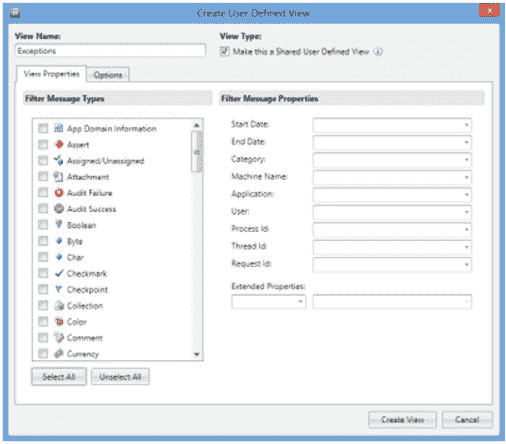 Create User Defined View
View Name:
View Type:
Exceptions
Make this a Shared User Defined View
View Properties
Options
Filter Message Types
Filter Message Properties
App Domain Information
Assert
Assigned/Unassigned
Attachment
Audit Failure
Audit Success
Boolean
Byte
Char
Checkmark
Checkpoint
Collection
Color
Comment
Currency
Start Date:
End Date:
Category:
Machine Name:
Application:
User:
Process Id:
Thread Id:
Request Id:
Extended Properties:
Select All
Unselect All
Create View
Cancel